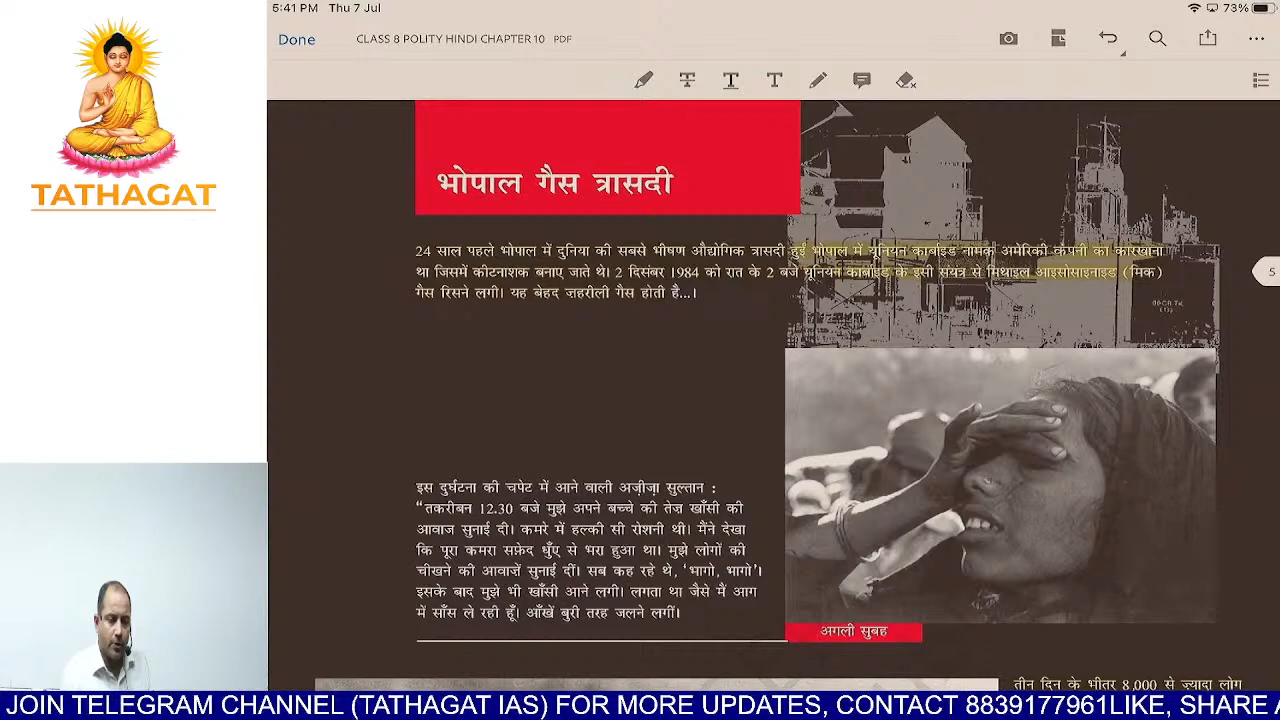 5:41 PM Thu 7 Jul
73%
Done
CLASS 8 POLITY HINDI CHAPTER 10 PDF
TATHAGAT
भोपाल गैस त्रासदी
24 साल पहले भोपाल में दुनिया की सबसे भीषण औद्योगिक त्रासदी हुई भोपाल में यूनियन कार्बाइड नामक अमेरिकी कंपनी का कारखाना
था जिसमें कीटनाशक बनाए जाते थे। 2 दिसंबर 1984 को रात के 2 बजे यूनियन कार्बाइड के इसी संयंत्र से मिथाइल आइसोसाइनाइड (मिक)
गैस रिसने लगी। यह बेहद ज़हरीली गैस होती है...।
5
इस दुर्घटना की चपेट में आने वाली अज़ीज़ा सुल्तान :
“तकरीबन 12.30 बजे मुझे अपने बच्चे की तेज खाँसी की
आवाज सुनाई दी। कमरे में हल्की सी रोशनी थी। मैंने देखा
कि पूरा कमरा सफ़ेद धुँए से भरा हुआ था। मुझे लोगों की
चीखने की आवाज़ें सुनाई दीं। सब कह रहे थे, ‘भागो, भागो’।
इसके बाद मुझे भी खाँसी आने लगी। लगता था जैसे मैं आग
में साँस ले रही हूँ। आँखें बुरी तरह जलने लगीं।
अगली सुबह
तीन दिन के भीतर 8,000 से ज़्यादा लोग
JOIN TELEGRAM CHANNEL (TATHAGAT IAS) FOR MORE UPDATES, CONTACT 8839177961LIKE, SHARE A